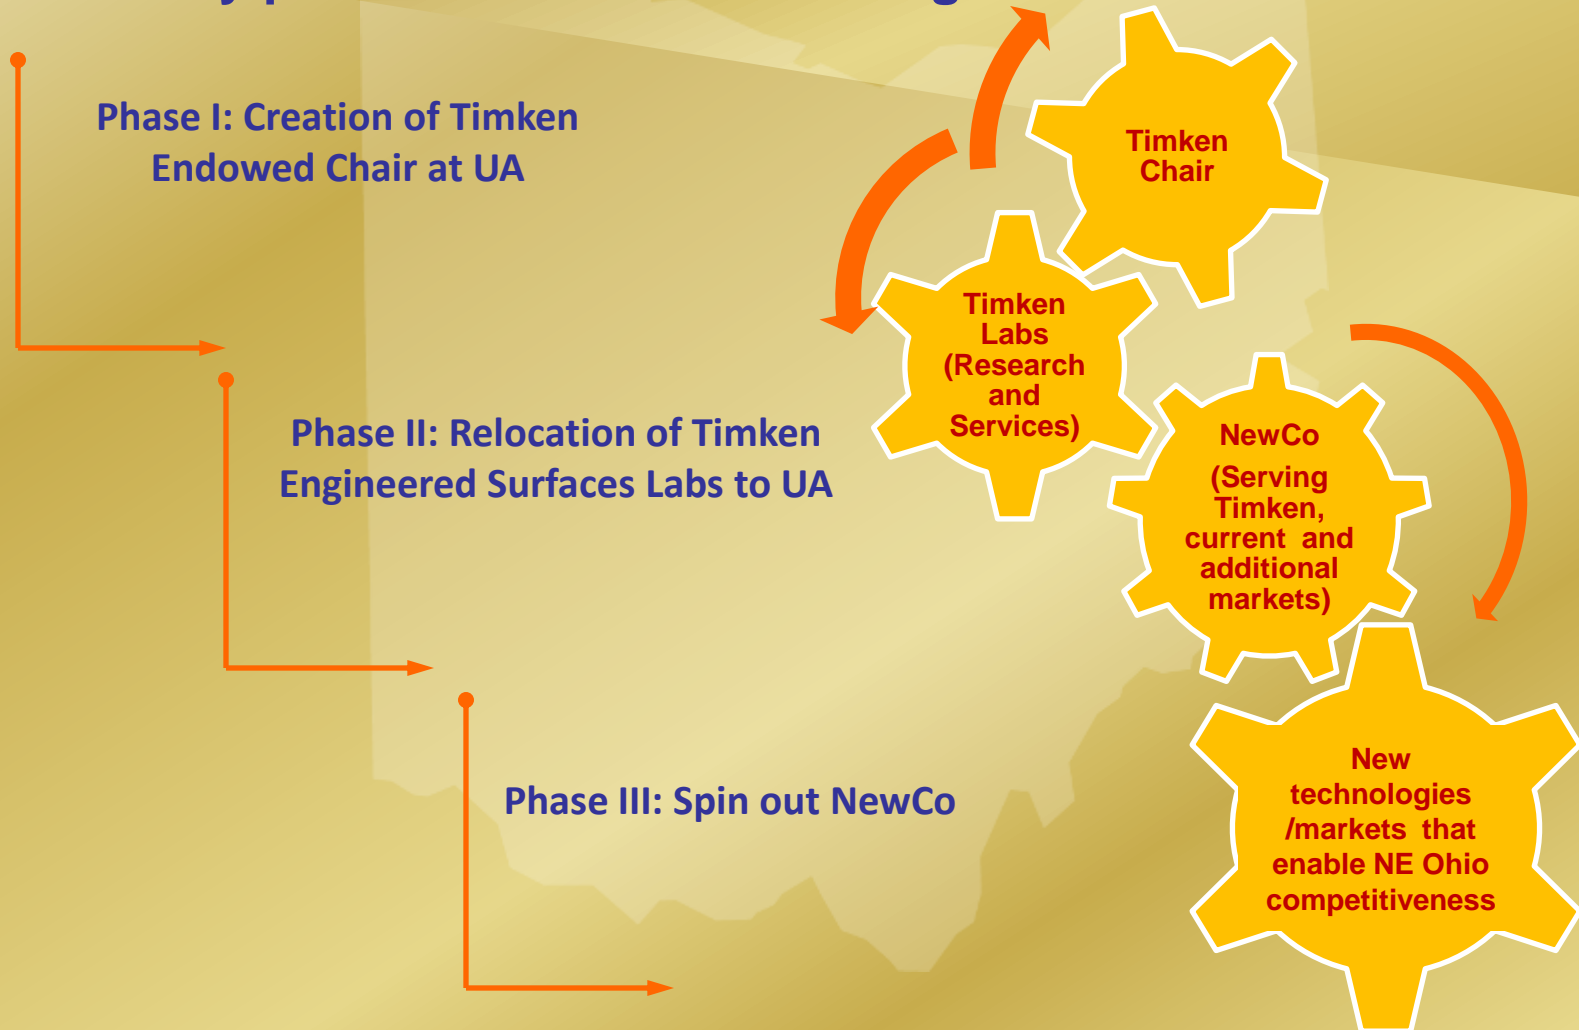 Phase I: Creation of Timken
Endowed Chair at UA
Phase II: Relocation of Timken
Engineered Surfaces Labs to UA
Phase III: Spin out NewCo
Timken
Chair
Timken
Labs
(Research
and
Services)
NewCo
(Serving
Timken,
current and
additional
markets)
New
technologies
/markets that
enable NE Ohio
competitiveness